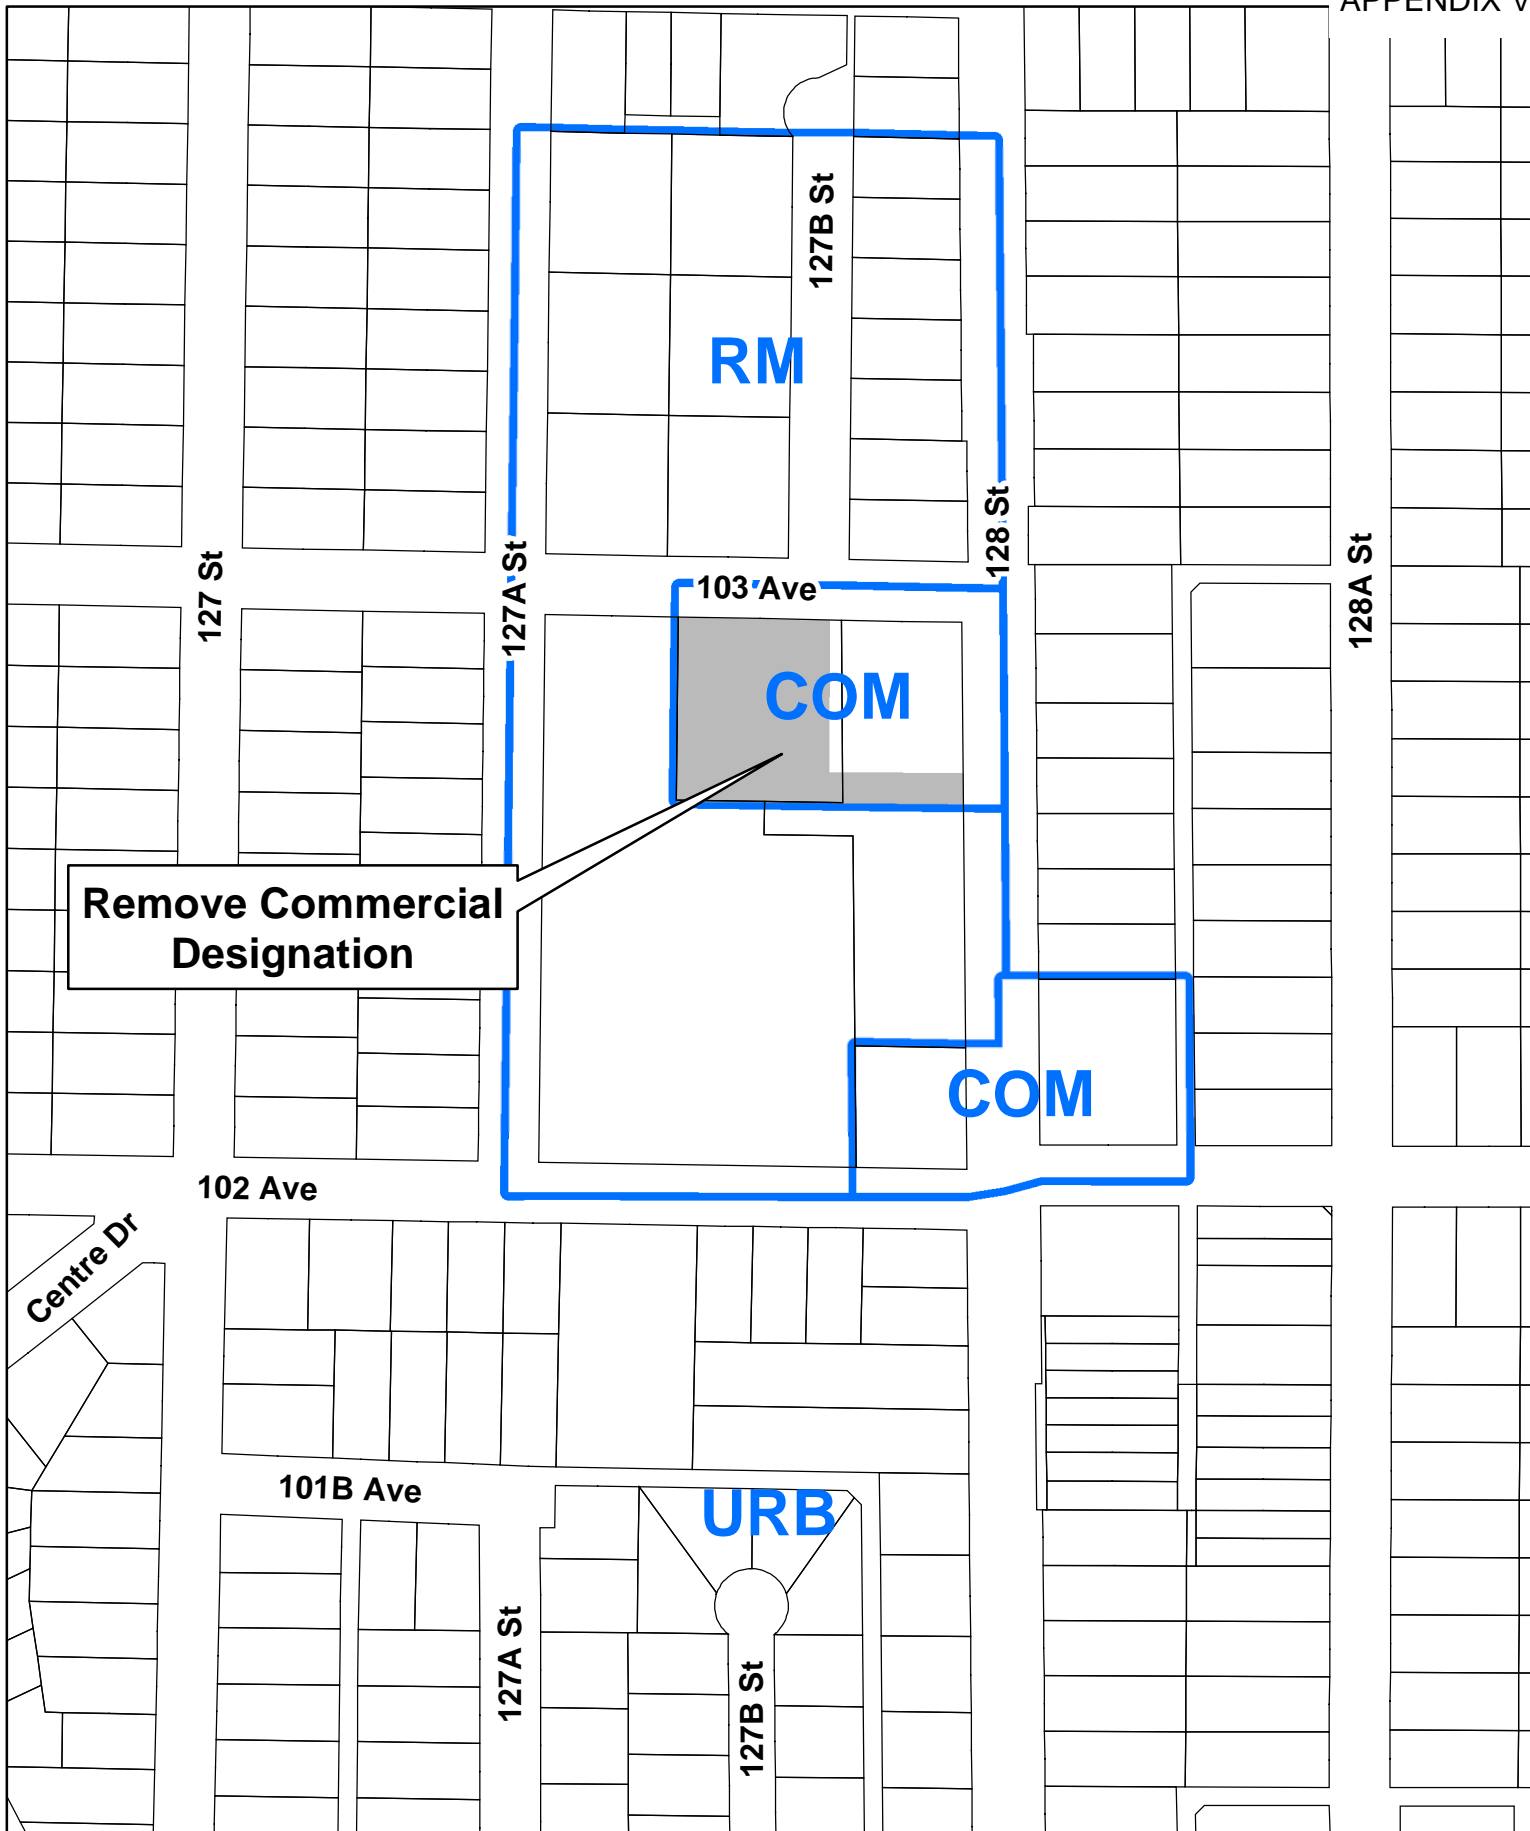 APPENDIX V
127B St
RM
128 St
127A St
127 St
128A St
103 Ave
COM
Remove Commercial
Designation
COM
102 Ave
Centre Dr
101B Ave
URB
127A St
127B St